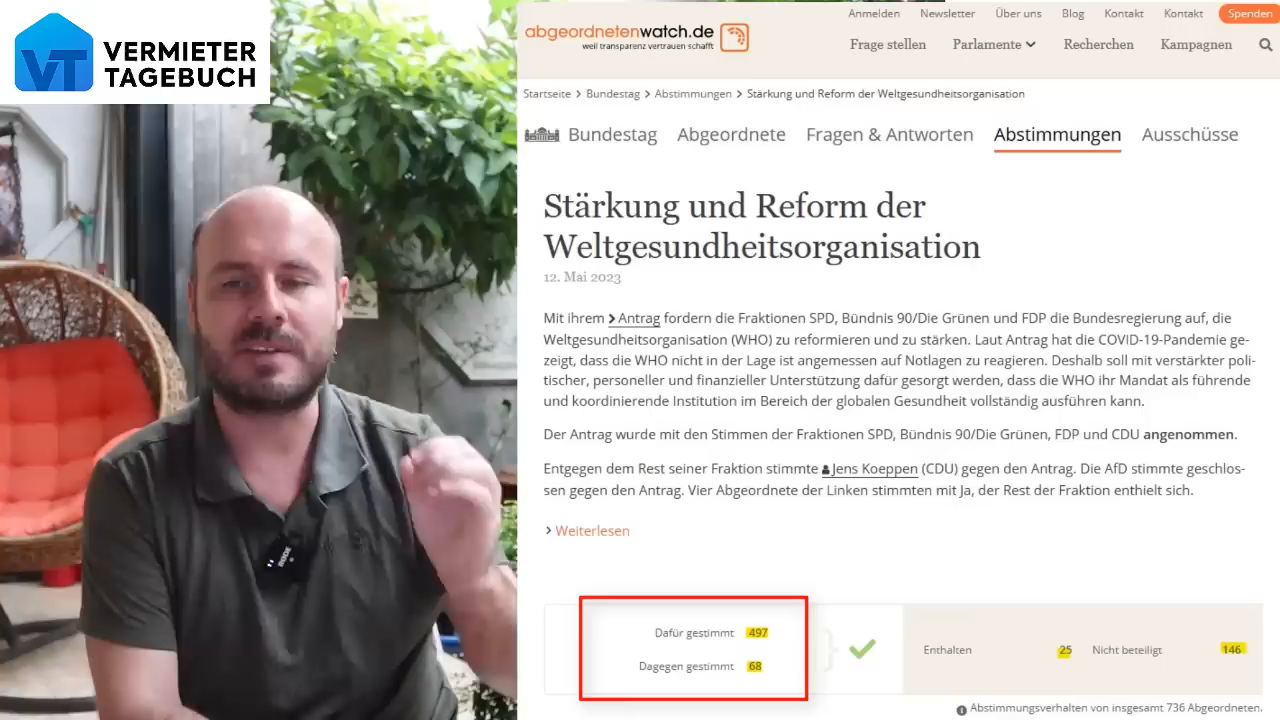 VERMIETER
TAGEBUCH
VT
abgeordnetenwatch.de
weil transparenz vertrauen schafft
Anmelden Newsletter Über uns Blog Kontakt Kontakt Spenden
Frage stellen Parlamente Recherchen Kampagnen
Startseite > Bundestag > Abstimmungen > Stärkung und Reform der Weltgesundheitsorganisation
Bundestag Abgeordnete Fragen & Antworten Abstimmungen Ausschüsse
Stärkung und Reform der
Weltgesundheitsorganisation
12. Mai 2023
Mit ihrem > Antrag fordern die Fraktionen SPD, Bündnis 90/Die Grünen und FDP die Bundesregierung auf, die
Weltgesundheitsorganisation (WHO) zu reformieren und zu stärken. Laut Antrag hat die COVID-19-Pandemie ge-
zeigt, dass die WHO nicht in der Lage ist angemessen auf Notlagen zu reagieren. Deshalb soll mit verstärkter poli-
tischer, personeller und finanzieller Unterstützung dafür gesorgt werden, dass die WHO ihr Mandat als führende
und koordinierende Institution im Bereich der globalen Gesundheit vollständig ausführen kann.
Der Antrag wurde mit den Stimmen der Fraktionen SPD, Bündnis 90/Die Grünen, FDP und CDU angenommen.
Entgegen dem Rest seiner Fraktion stimmte Jens Koeppen (CDU) gegen den Antrag. Die AfD stimmte geschlos-
sen gegen den Antrag. Vier Abgeordnete der Linken stimmten mit Ja, der Rest der Fraktion enthielt sich.
> Weiterlesen
Dafür gestimmt 497
Dagegen gestimmt 68
Enthalten 25 Nicht beteiligt 146
Abstimmungsverhalten von insgesamt 736 Abgeordneten.
RODE